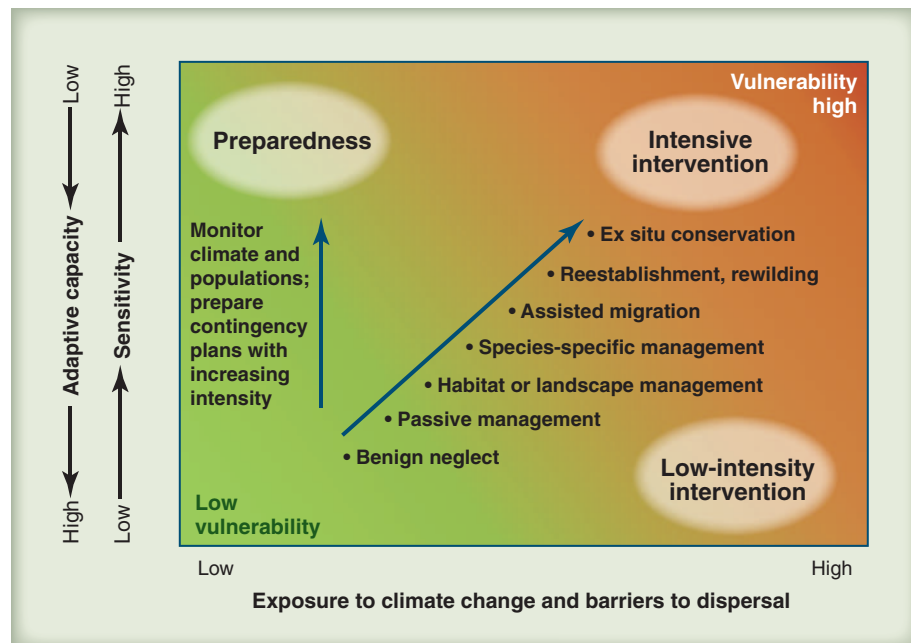 Low
High
Adaptive capacity
Sensitivity
High
Low
Vulnerability
high
Preparedness
Intensive
intervention
Monitor
climate and
populations;
prepare
contingency
plans with
increasing
intensity
• Ex situ conservation
• Reestablishment, rewilding
• Assisted migration
• Species-specific management
• Habitat or landscape management
• Passive management
• Benign neglect
Low-intensity
intervention
Low
vulnerability
Low
High
Exposure to climate change and barriers to dispersal